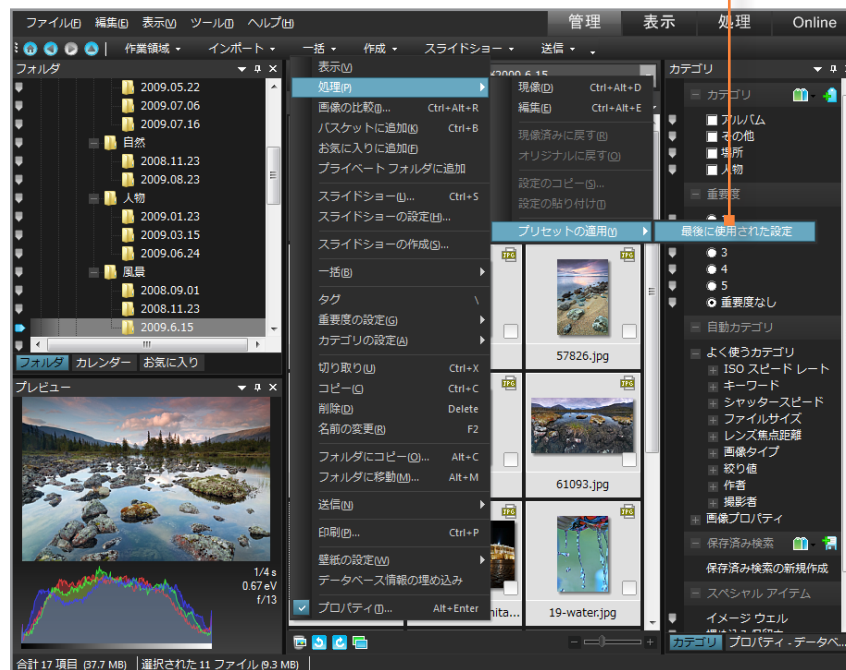 ファイル(F) 編集(E) 表示(V) ツール(T) ヘルプ(H)
管理 表示 処理 Online
作業領域 インポート 一括 作成 スライドショー 送信
フォルダ
2009.05.22
2009.07.06
2009.07.16
自然
2008.11.23
2009.08.23
人物
2009.01.23
2009.03.15
2009.06.24
風景
2008.09.01
2008.11.23
2009.6.15
フォルダ カレンダー お気に入り
プレビュー
1/4 s
0.67 eV
f/13
表示(V)
処理(P)
画像の比較(I)... Ctrl+Alt+R
バスケットに追加(K) Ctrl+B
お気に入りに追加(F)
プライベート フォルダに追加
スライドショー(L)... Ctrl+S
スライドショーの設定(H)...
スライドショーの作成(S)...
一括(B)
タグ \
重要度の設定(G)
カテゴリの設定(A)
切り取り(U) Ctrl+X
コピー(C) Ctrl+C
削除(D) Delete
名前の変更(R) F2
フォルダにコピー(O)... Alt+C
フォルダに移動(M)... Alt+M
送信(N)
印刷(P)... Ctrl+P
壁紙の設定(W)
データベース情報の埋め込み
プロパティ(I)... Alt+Enter
2009.6.15
現像(D) Ctrl+Alt+D
編集(E) Ctrl+Alt+E
現像済みに戻す(R)
オリジナルに戻す(O)
設定のコピー(S)...
設定の貼り付け(T)
プリセットの適用(Y)
最後に使用された設定
JPG
JPG
57826.jpg
JPG
JPG
61093.jpg
JPG
JPG
19-water.jpg
カテゴリ
カテゴリ
アルバム
その他
場所
人物
重要度
3
4
5
重要度なし
自動カテゴリ
よく使うカテゴリ
ISO スピード レート
キーワード
シャッタースピード
ファイルサイズ
レンズ焦点距離
画像タイプ
絞り値
作者
撮影者
画像プロパティ
保存済み検索
保存済み検索の新規作成
スペシャル アイテム
イメージ ウェル
カテゴリ プロパティ - データベ...
合計 17 項目 (37.7 MB) 選択された 11 ファイル (9.3 MB)